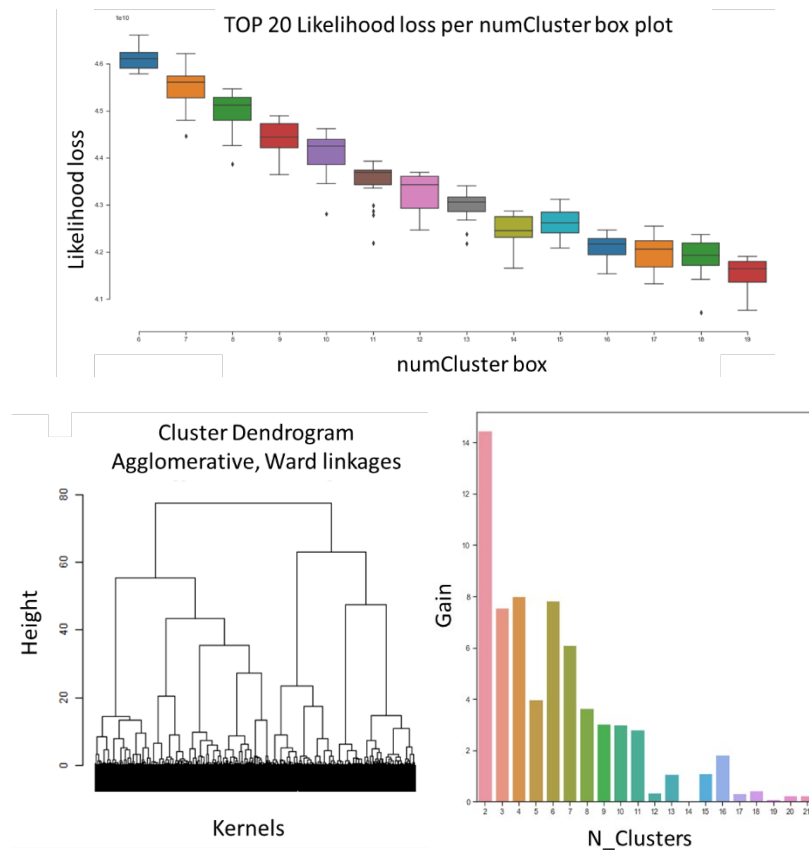 TOP 20 Likelihood loss per numCluster box plot
1e10
4.6
4.5
4.4
4.3
4.2
4.1
Likelihood loss
6 7 8 9 10 11 12 13 14 15 16 17 18 19
numCluster box
Cluster Dendrogram
Agglomerative, Ward linkages
80
60
40
20
0
Height
Kernels
14
12
10
8
6
4
2
0
Gain
2 3 4 5 6 7 8 9 10 11 12 13 14 15 16 17 18 19 20 21
N_Clusters